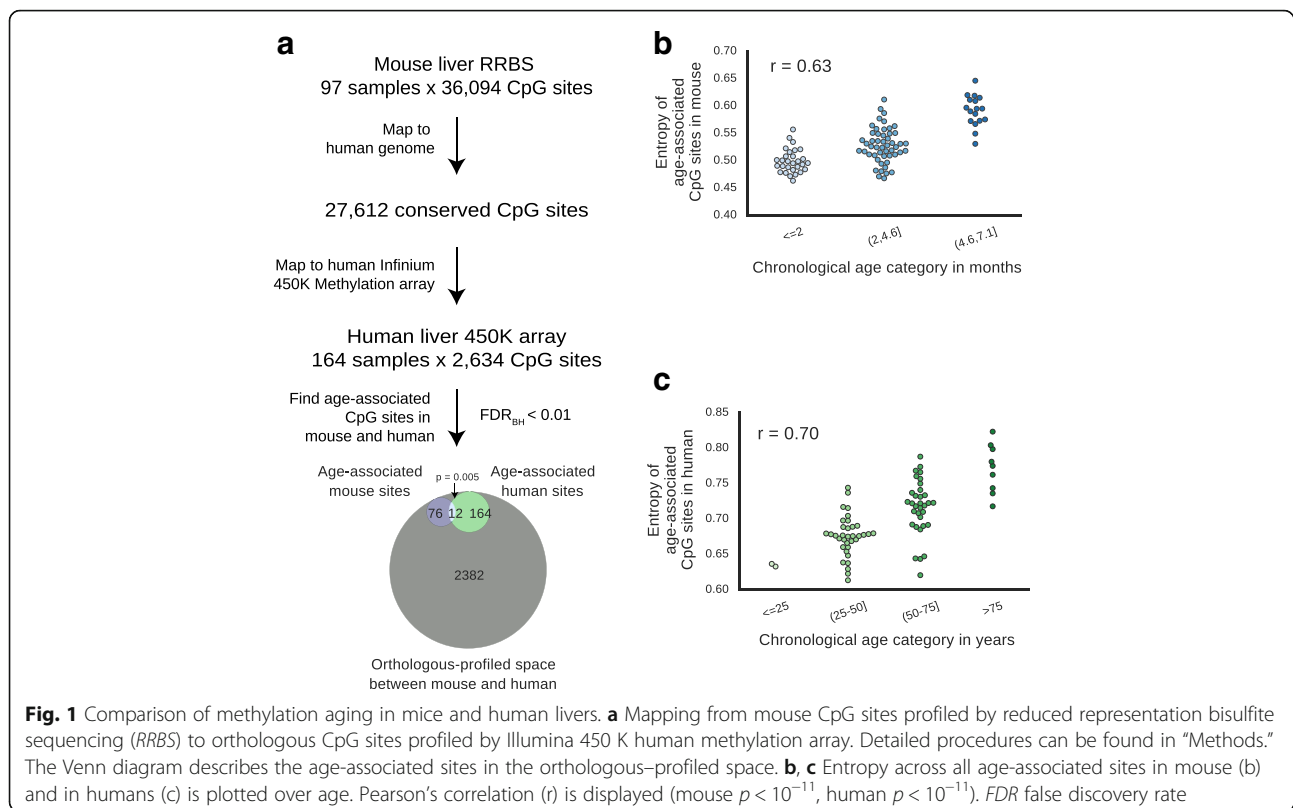 a
Mouse liver RRBS
97 samples x 36,094 CpG sites
Map to
human genome
27,612 conserved CpG sites
Map to human Infinium
450K Methylation array
Human liver 450K array
164 samples x 2,634 CpG sites
Find age-associated
CpG sites in
mouse and human
FDR_BH < 0.01
Age-associated
mouse sites
p = 0.005
Age-associated
human sites
76 12 164
2382
Orthologous-profiled space
between mouse and human
b
0.70
0.65
0.60
0.55
0.50
0.45
0.40
Entropy of
age-associated
CpG sites in mouse
r = 0.63
<=2
(2,4.6]
(4.6,7.1]
Chronological age category in months
c
0.85
0.80
0.75
0.70
0.65
0.60
Entropy of
age-associated
CpG sites in human
r = 0.70
<=25
(25-50]
(50-75]
>75
Chronological age category in years
Fig. 1 Comparison of methylation aging in mice and human livers. a Mapping from mouse CpG sites profiled by reduced representation bisulfite
sequencing (RRBS) to orthologous CpG sites profiled by Illumina 450 K human methylation array. Detailed procedures can be found in “Methods.”
The Venn diagram describes the age-associated sites in the orthologous–profiled space. b, c Entropy across all age-associated sites in mouse (b)
and in humans (c) is plotted over age. Pearson’s correlation (r) is displayed (mouse p < 10⁻¹¹, human p < 10⁻¹¹). FDR false discovery rate